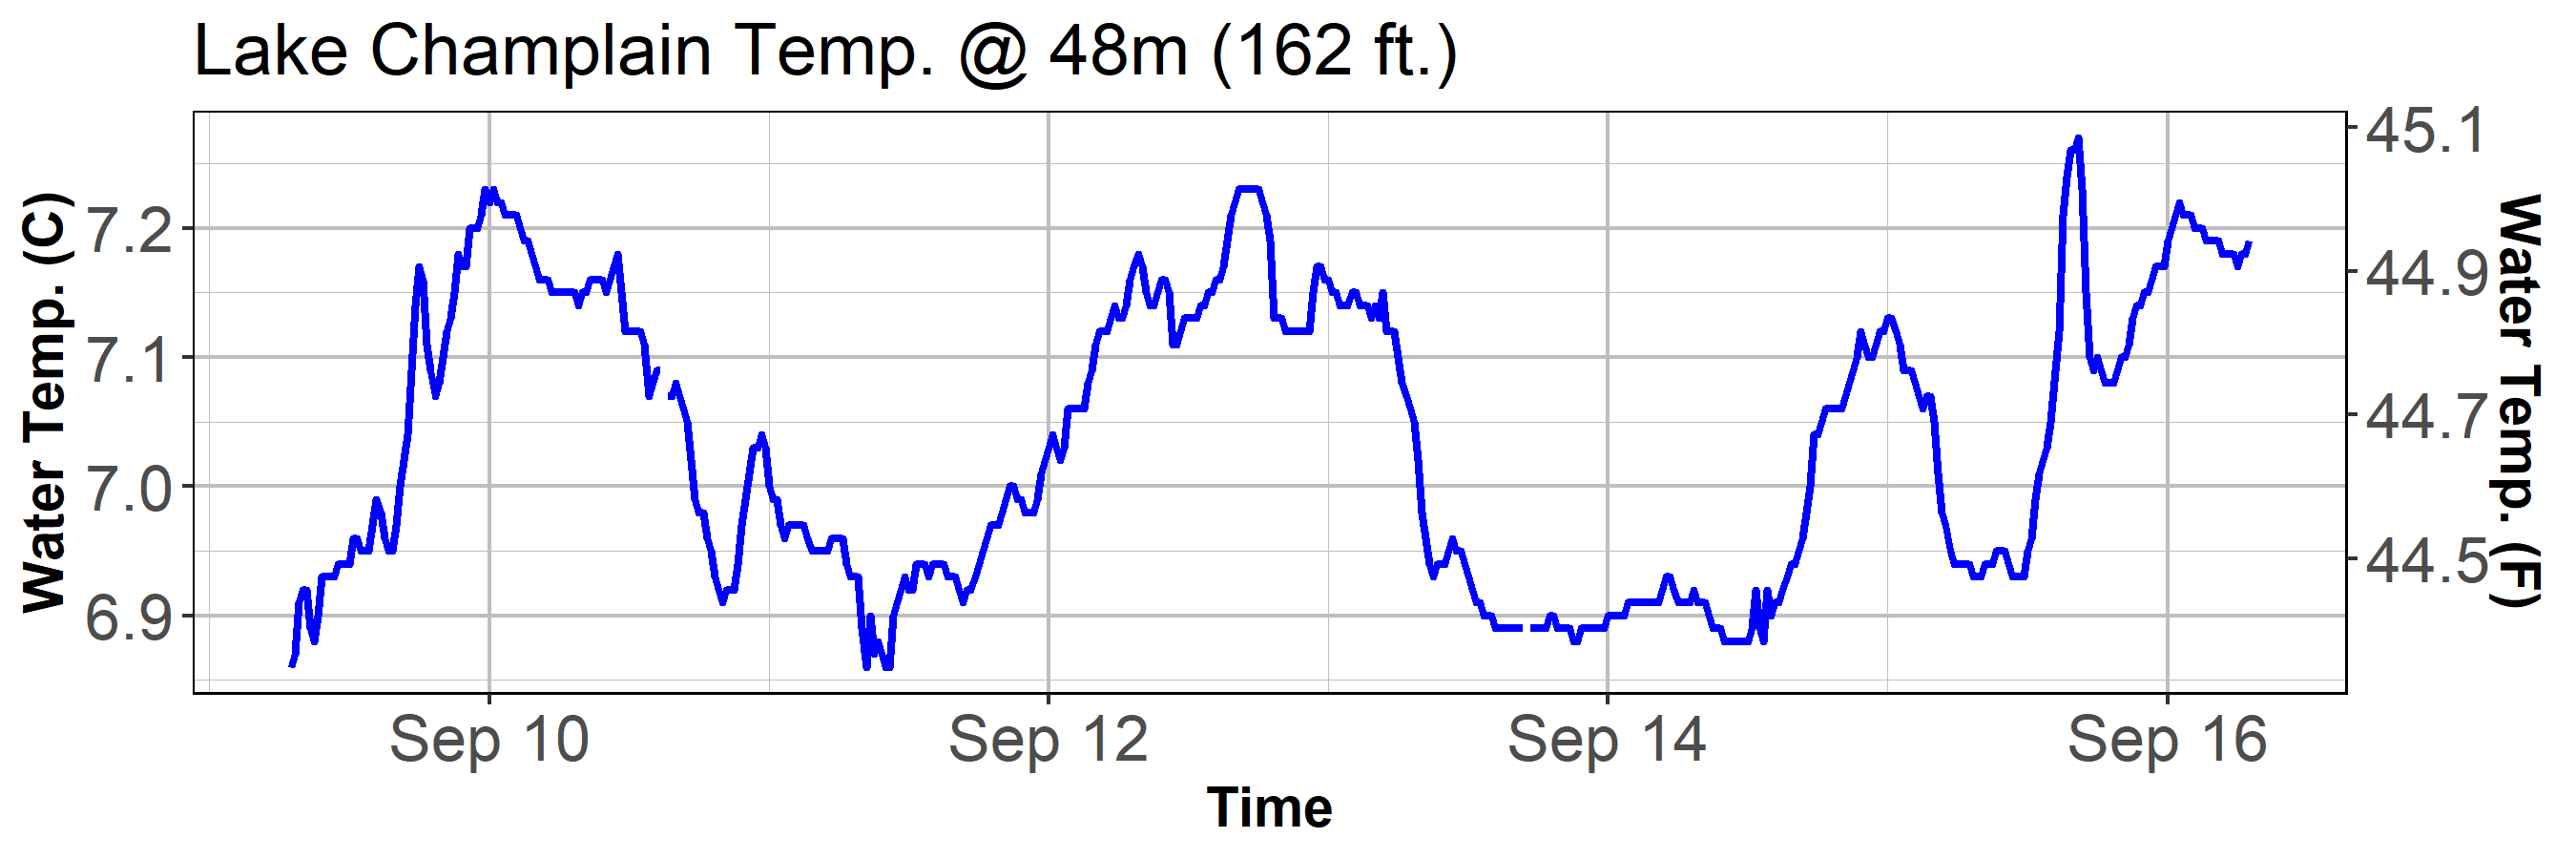 Lake Champlain Temp. @ 48m (162 ft.)
Water Temp. (C)
7.2
7.1
7.0
6.9
45.1
44.9
44.7
44.5
Water Temp. (F)
Sep 10 Sep 12 Sep 14 Sep 16
Time